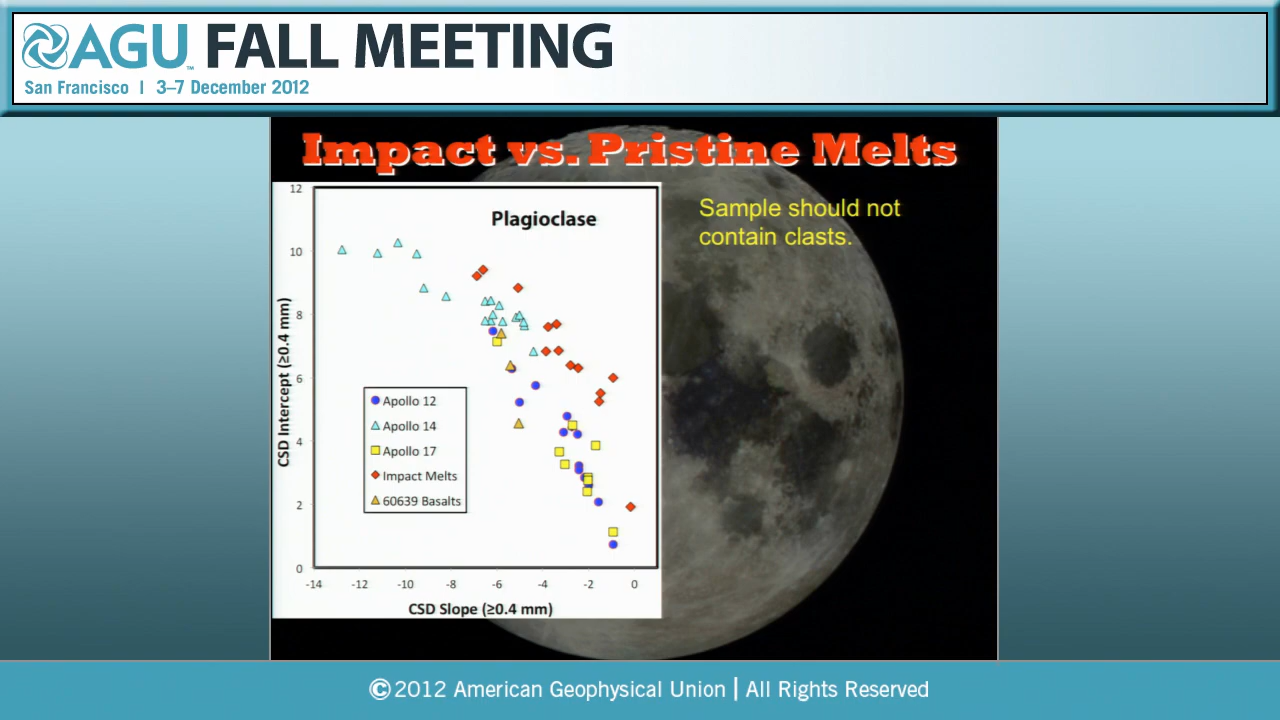 AGU FALL MEETING
San Francisco | 3–7 December 2012
Impact vs. Pristine Melts
Sample should not
contain clasts.
Plagioclase
CSD Intercept (≥0.4 mm)
12
10
8
6
4
2
0
Apollo 12
Apollo 14
Apollo 17
Impact Melts
60639 Basalts
-14 -12 -10 -8 -6 -4 -2 0
CSD Slope (≥0.4 mm)
©2012 American Geophysical Union | All Rights Reserved